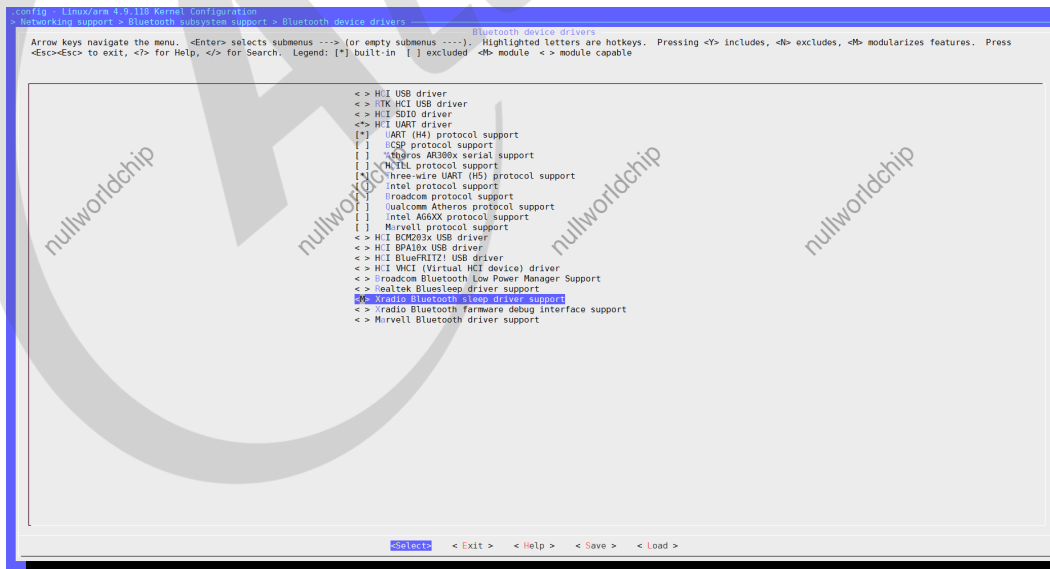 .config - Linux/arm 4.9.118 Kernel Configuration
> Networking support > Bluetooth subsystem support > Bluetooth device drivers
Bluetooth device drivers
Arrow keys navigate the menu. <Enter> selects submenus ---> (or empty submenus ----). Highlighted letters are hotkeys. Pressing <Y> includes, <N> excludes, <M> modularizes features. Press
<Esc><Esc> to exit, <?> for Help, </> for Search. Legend: [*] built-in [ ] excluded <M> module < > module capable
< > HCI USB driver
< > RTK HCI USB driver
< > HCI SDIO driver
<*> HCI UART driver
[*] UART (H4) protocol support
[ ] BCSP protocol support
[ ] Atheros AR300x serial support
[ ] HCILL protocol support
[*] Three-wire UART (H5) protocol support
[ ] Intel protocol support
[ ] Broadcom protocol support
[ ] Qualcomm Atheros protocol support
[ ] Intel AG6XX protocol support
[ ] Marvell protocol support
< > HCI BCM203x USB driver
< > HCI BPA10x USB driver
< > HCI BlueFRITZ! USB driver
< > HCI VHCI (Virtual HCI device) driver
< > Broadcom Bluetooth Low Power Manager Support
< > Realtek Bluesleep driver support
<M> Xradio Bluetooth sleep driver support
< > Xradio Bluetooth farmware debug interface support
< > Marvell Bluetooth driver support
nullworldchip
nullworldchip
nullworldchip
nullworldchip
<Select> < Exit > < Help > < Save > < Load >